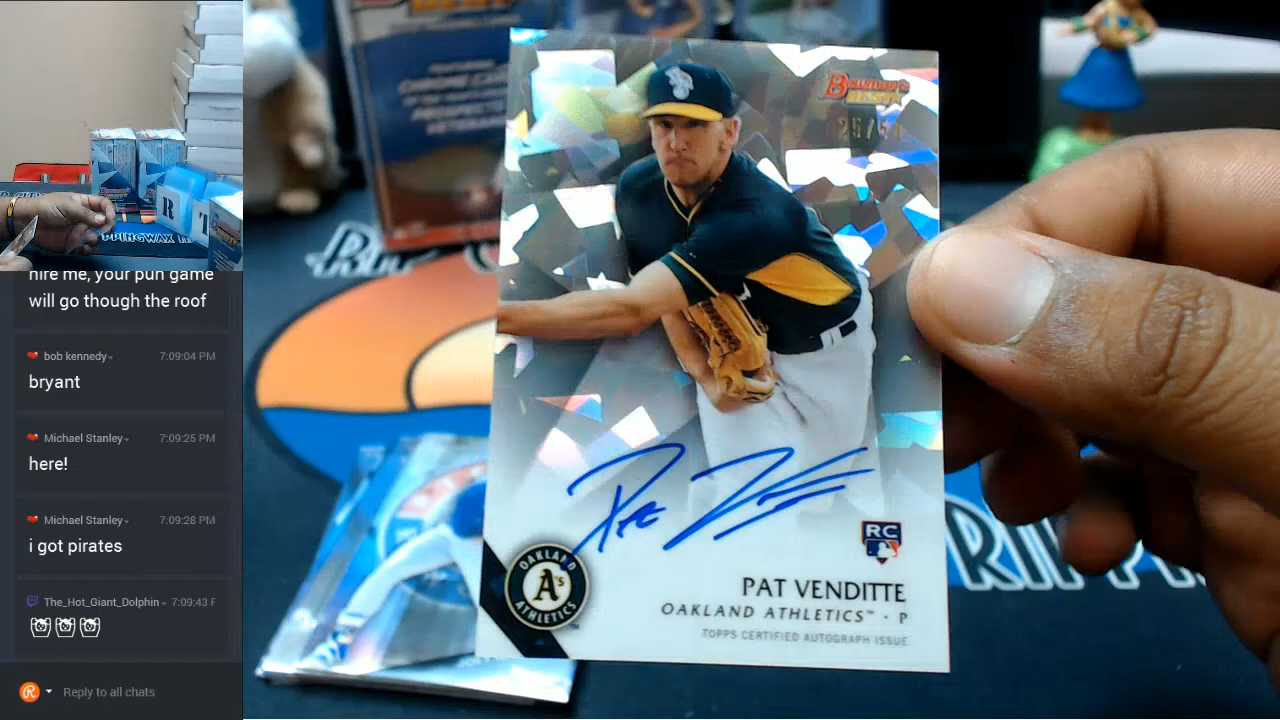 hire me, your pun game
will go though the roof
bob kennedy
7:09:04 PM
bryant
Michael Stanley
7:09:25 PM
here!
Michael Stanley
7:09:28 PM
i got pirates
The_Hot_Giant_Dolphin
7:09:43 F
Reply to all chats
Bowman's
BEST
OAKLAND
A's
ATHLETICS
RC
PAT VENDITTE
OAKLAND ATHLETICS™ · P
TOPPS CERTIFIED AUTOGRAPH ISSUE